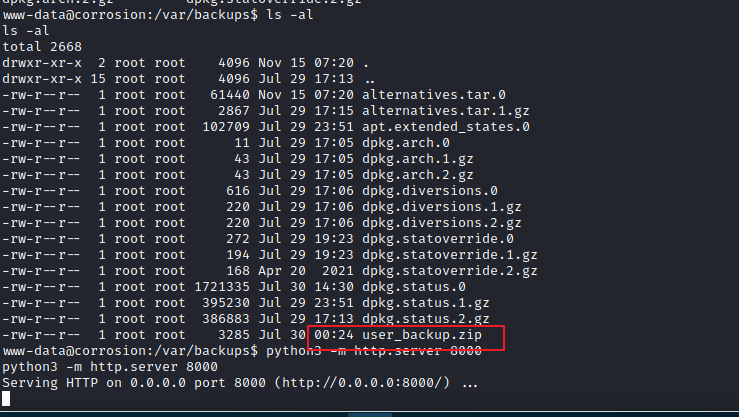 dpkg.arch.2.gz dpkg.statoverride.2.gz
www-data@corrosion:/var/backups$ ls -al
ls -al
total 2668
drwxr-xr-x 2 root root 4096 Nov 15 07:20 .
drwxr-xr-x 15 root root 4096 Jul 29 17:13 ..
-rw-r--r-- 1 root root 61440 Nov 15 07:20 alternatives.tar.0
-rw-r--r-- 1 root root 2867 Jul 29 17:15 alternatives.tar.1.gz
-rw-r--r-- 1 root root 102709 Jul 29 23:51 apt.extended_states.0
-rw-r--r-- 1 root root 11 Jul 29 17:05 dpkg.arch.0
-rw-r--r-- 1 root root 43 Jul 29 17:05 dpkg.arch.1.gz
-rw-r--r-- 1 root root 43 Jul 29 17:05 dpkg.arch.2.gz
-rw-r--r-- 1 root root 616 Jul 29 17:06 dpkg.diversions.0
-rw-r--r-- 1 root root 220 Jul 29 17:06 dpkg.diversions.1.gz
-rw-r--r-- 1 root root 220 Jul 29 17:06 dpkg.diversions.2.gz
-rw-r--r-- 1 root root 272 Jul 29 19:23 dpkg.statoverride.0
-rw-r--r-- 1 root root 194 Jul 29 19:23 dpkg.statoverride.1.gz
-rw-r--r-- 1 root root 168 Apr 20 2021 dpkg.statoverride.2.gz
-rw-r--r-- 1 root root 1721335 Jul 30 14:30 dpkg.status.0
-rw-r--r-- 1 root root 395230 Jul 29 23:51 dpkg.status.1.gz
-rw-r--r-- 1 root root 386883 Jul 29 17:13 dpkg.status.2.gz
-rw-r--r-- 1 root root 3285 Jul 30 00:24 user_backup.zip
www-data@corrosion:/var/backups$ python3 -m http.server 8000
python3 -m http.server 8000
Serving HTTP on 0.0.0.0 port 8000 (http://0.0.0.0:8000/) ...